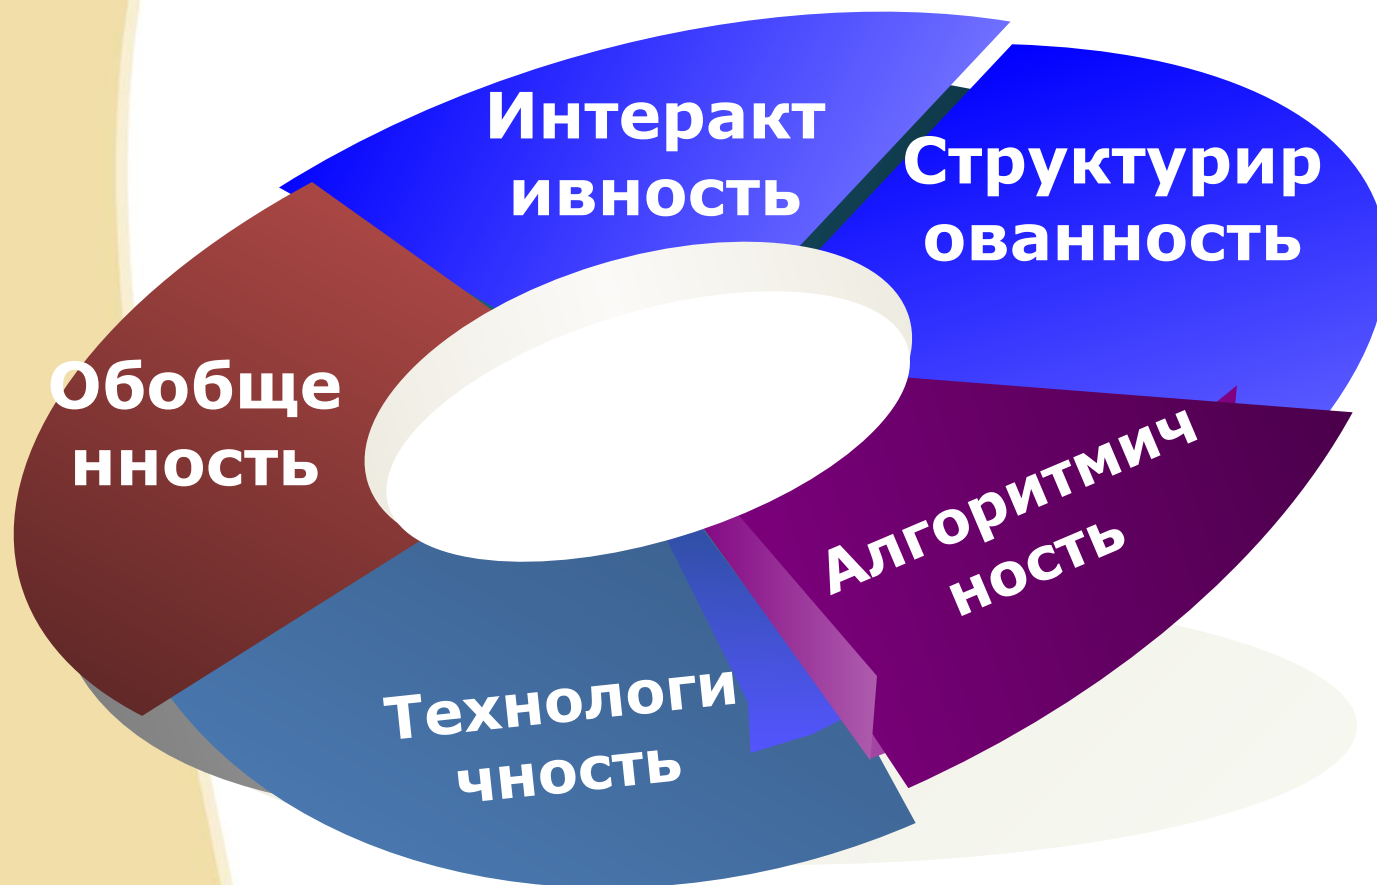 Интеракт
ивность
Структурир
ованность
Обобще
нность
Алгоритмич
ность
Технологи
чность